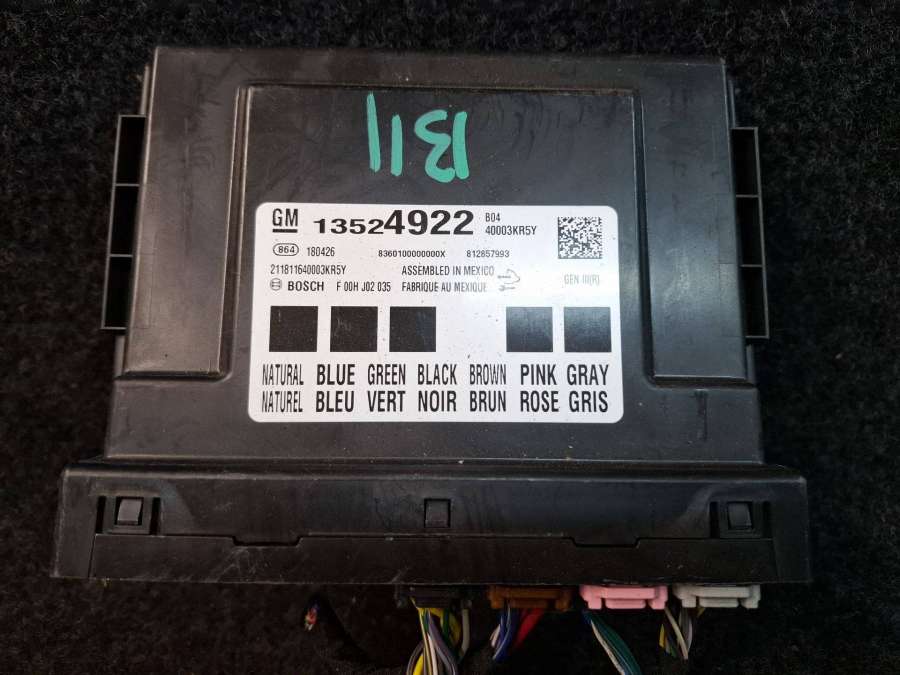 1311
GM 13524922 B04
40003KR5Y
864 180426 8360100000000X 812857993
211811640003KR5Y ASSEMBLED IN MEXICO GEN III(R)
BOSCH F 00H J02 035 FABRIQUE AU MEXIQUE
NATURAL BLUE GREEN BLACK BROWN PINK GRAY
NATUREL BLEU VERT NOIR BRUN ROSE GRIS